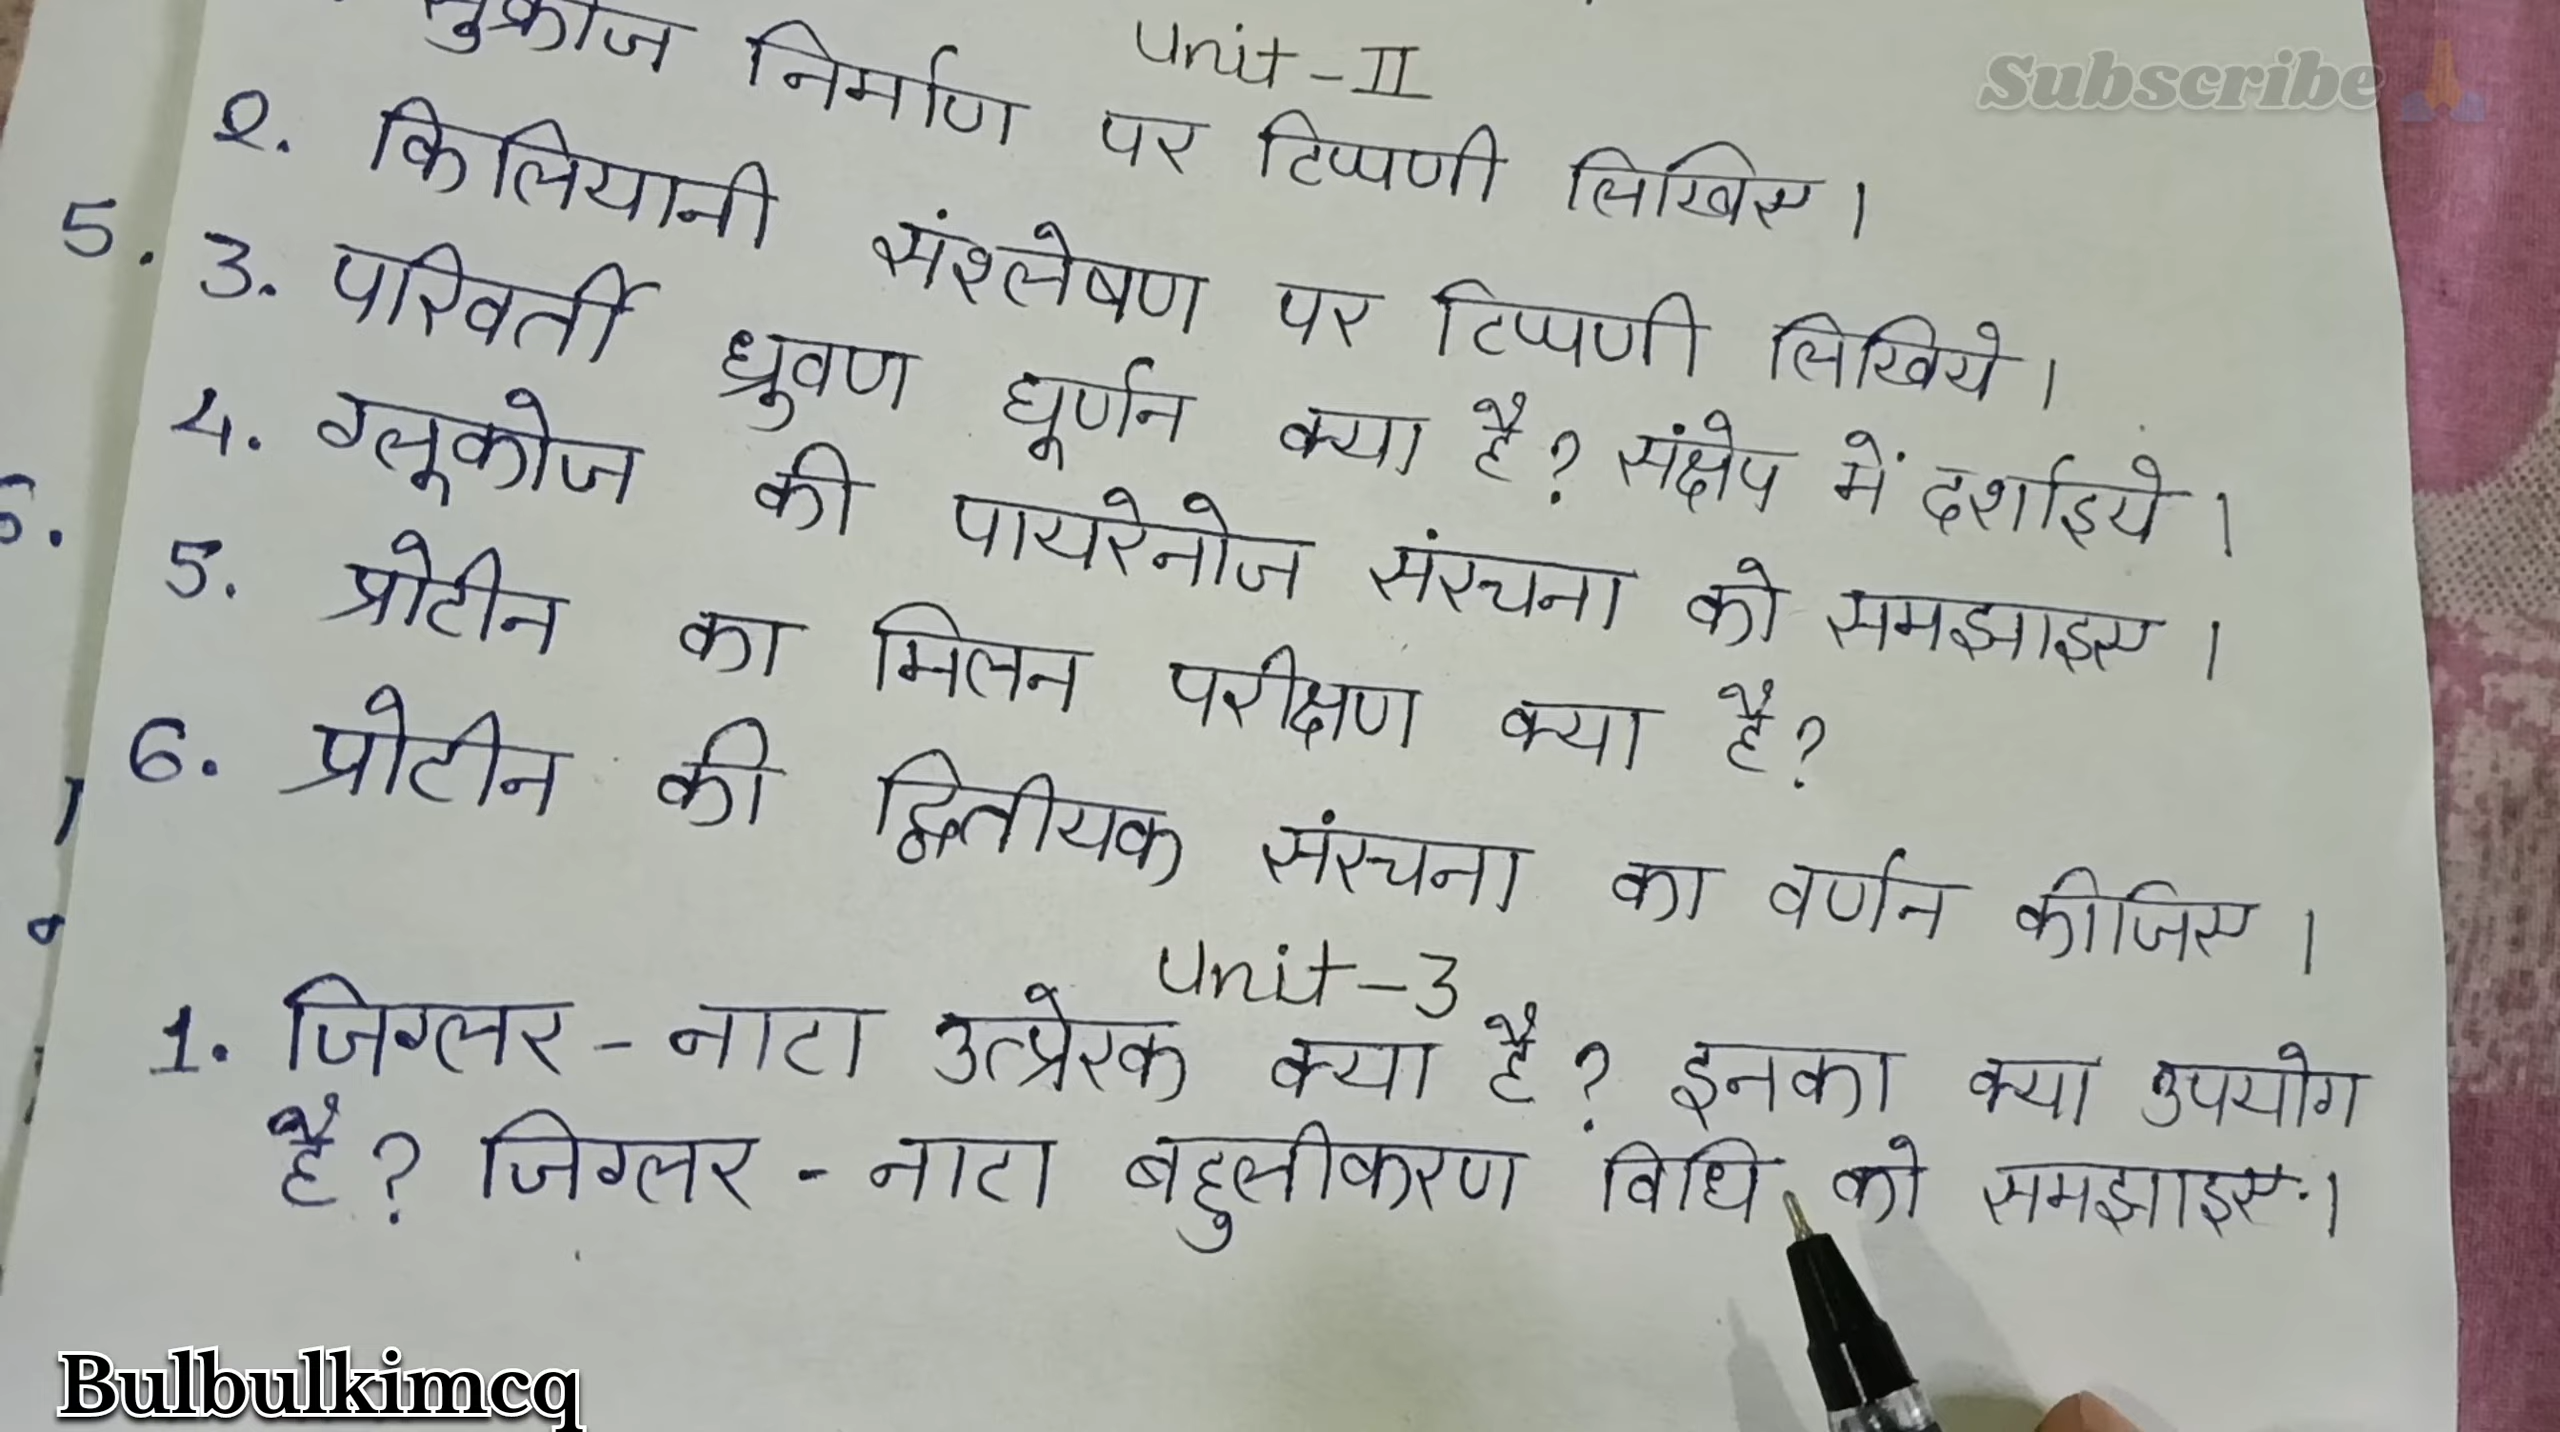 Unit - II
सुक्रोज निर्माण पर टिप्पणी लिखिए।
2. किलियानी संश्लेषण पर टिप्पणी लिखिये।
5.
3. परिवर्ती ध्रुवण घूर्णन क्या है? संक्षेप में दर्शाइये।
4. ग्लूकोज की पायरेनोज संरचना को समझाइए।
5. प्रोटीन का मिलन परीक्षण क्या है?
6. प्रोटीन की द्वितीयक संरचना का वर्णन कीजिए।
Unit - 3
1. जिग्लर - नाटा उत्प्रेरक क्या है? इनका क्या उपयोग
है? जिग्लर - नाटा बहुलीकरण विधि को समझाइए।
Subscribe
Bulbulkimcq